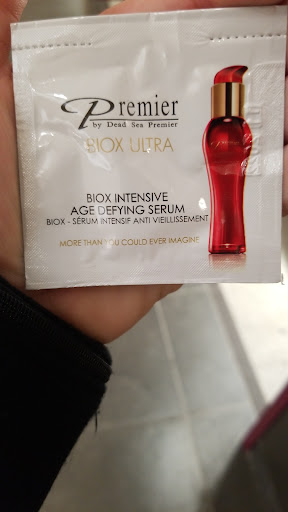 Premier
by Dead Sea Premier
BIOX ULTRA
BIOX INTENSIVE
AGE DEFYING SERUM
BIOX - SÉRUM INTENSIF ANTI VIEILLISSEMENT
MORE THAN YOU COULD EVER IMAGINE